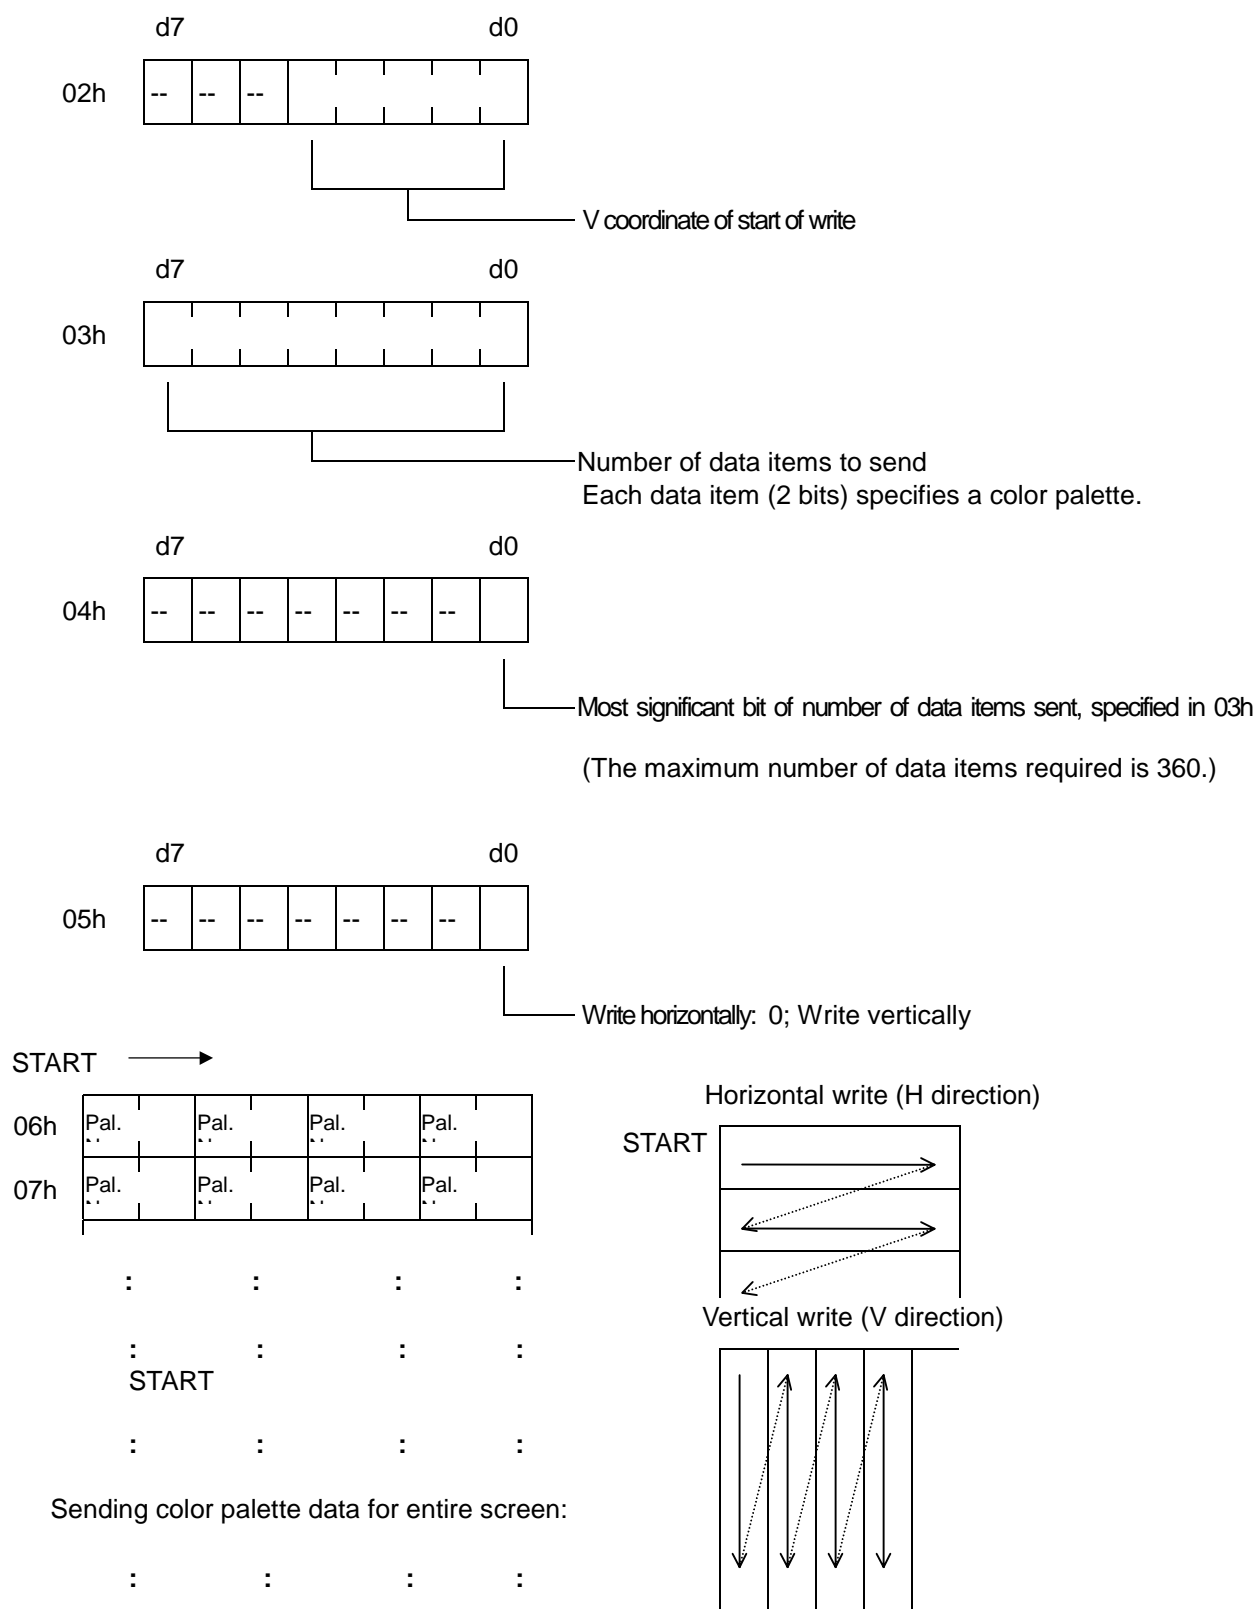 d7 d0
02h -- -- --
V coordinate of start of write
d7 d0
03h
Number of data items to send
Each data item (2 bits) specifies a color palette.
d7 d0
04h -- -- -- -- -- -- --
Most significant bit of number of data items sent, specified in 03h
(The maximum number of data items required is 360.)
d7 d0
05h -- -- -- -- -- -- --
Write horizontally: 0; Write vertically
START
06h Pal. Pal. Pal. Pal.
07h Pal. Pal. Pal. Pal.
: : : :
: : : :
START
: : : :
Sending color palette data for entire screen:
: : : :
Horizontal write (H direction)
START
Vertical write (V direction)